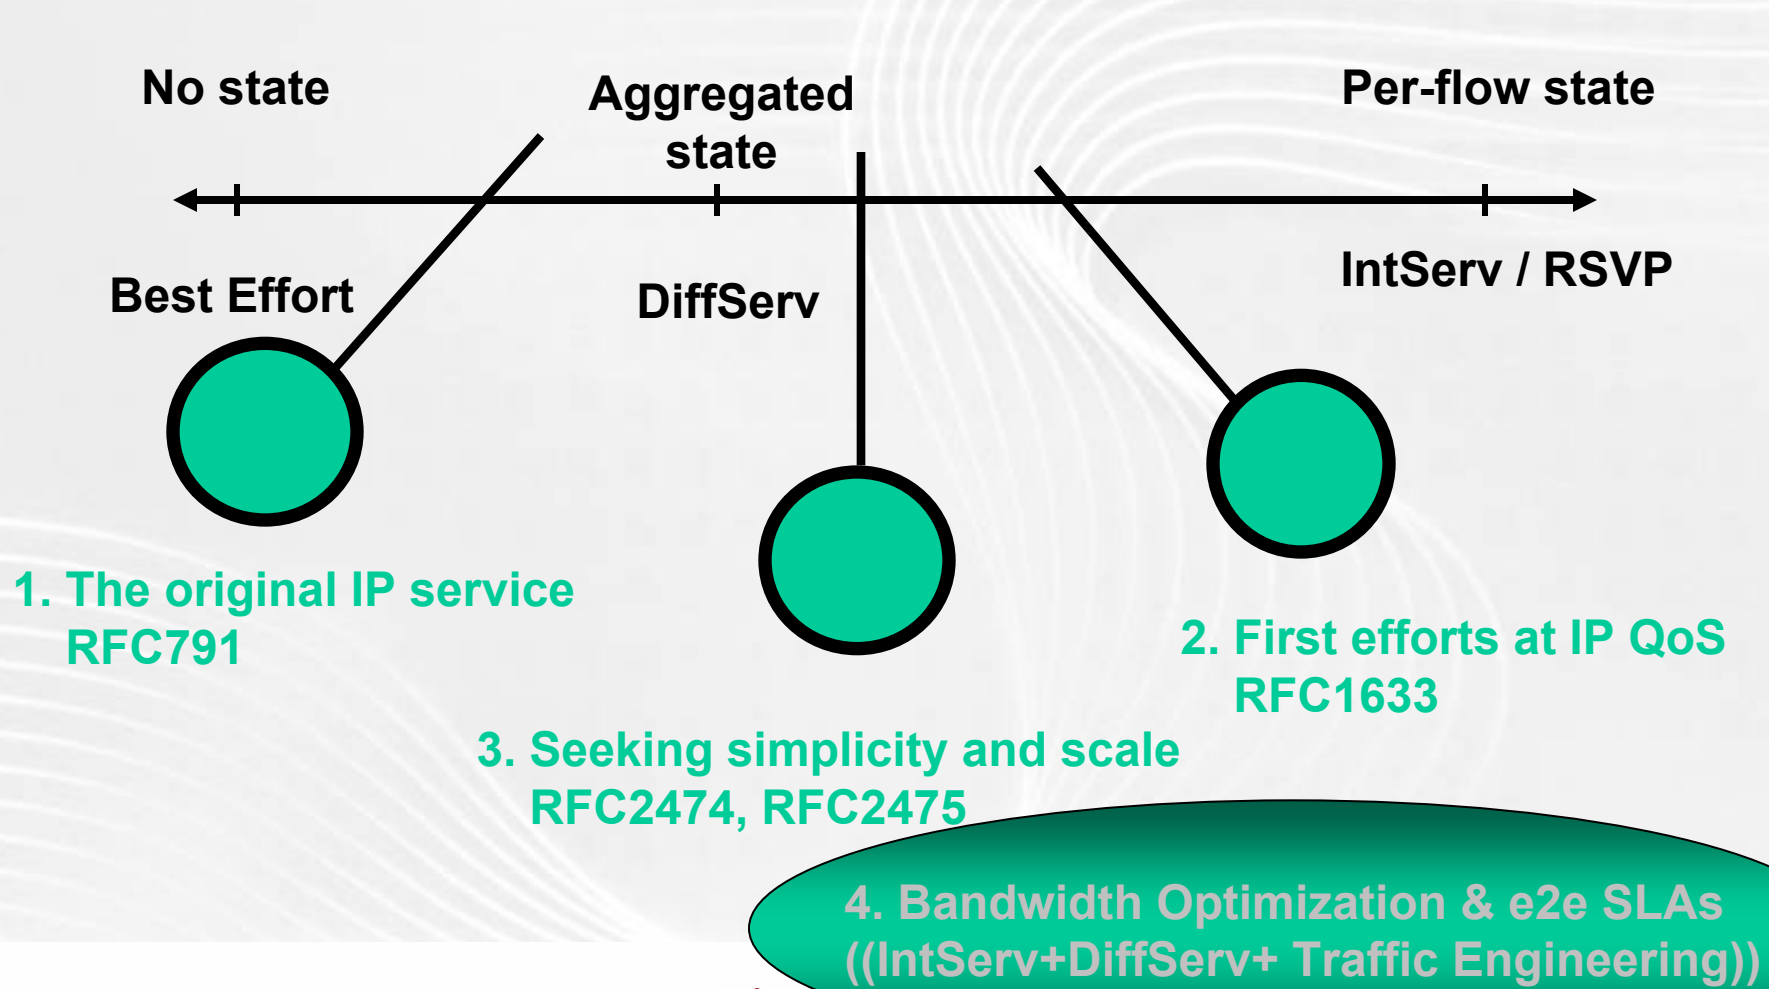 No state
Aggregated
state
Per-flow state
Best Effort
DiffServ
IntServ / RSVP
1. The original IP service
RFC791
2. First efforts at IP QoS
RFC1633
3. Seeking simplicity and scale
RFC2474, RFC2475
4. Bandwidth Optimization & e2e SLAs
((IntServ+DiffServ+ Traffic Engineering))